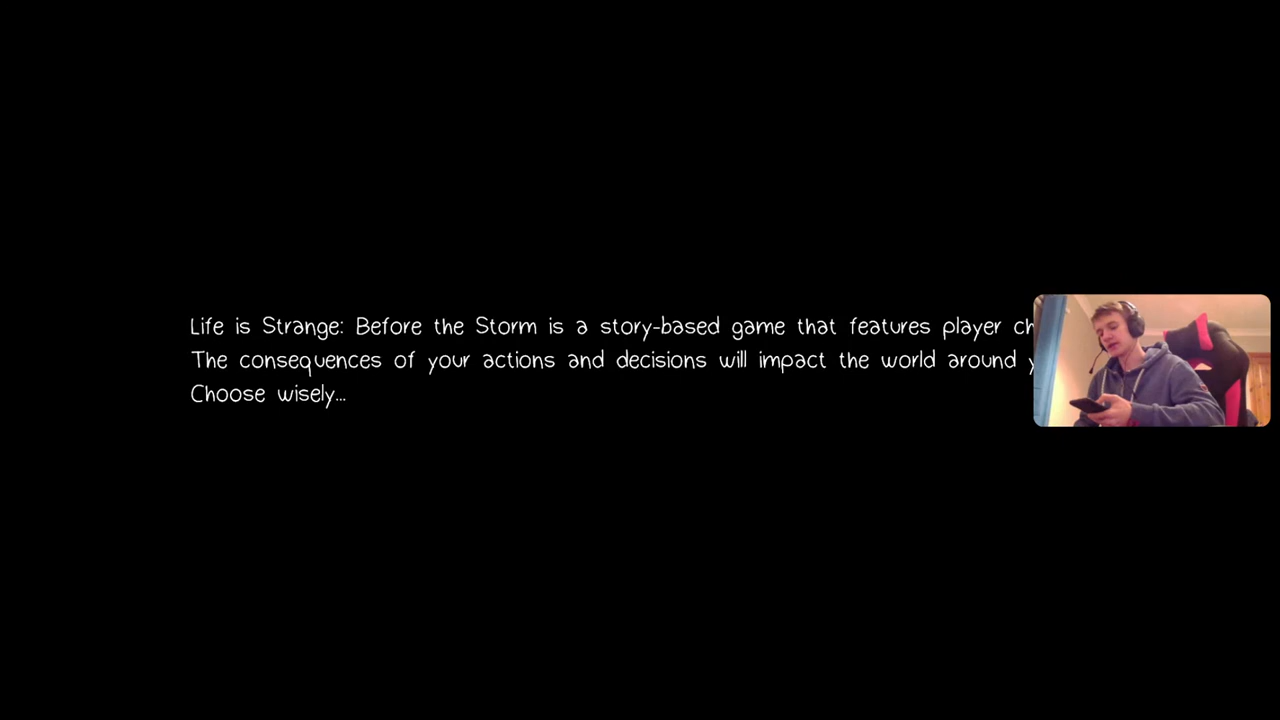 Life is Strange: Before the Storm is a story-based game that features player
The consequences of your actions and decisions will impact the world around
Choose wisely...